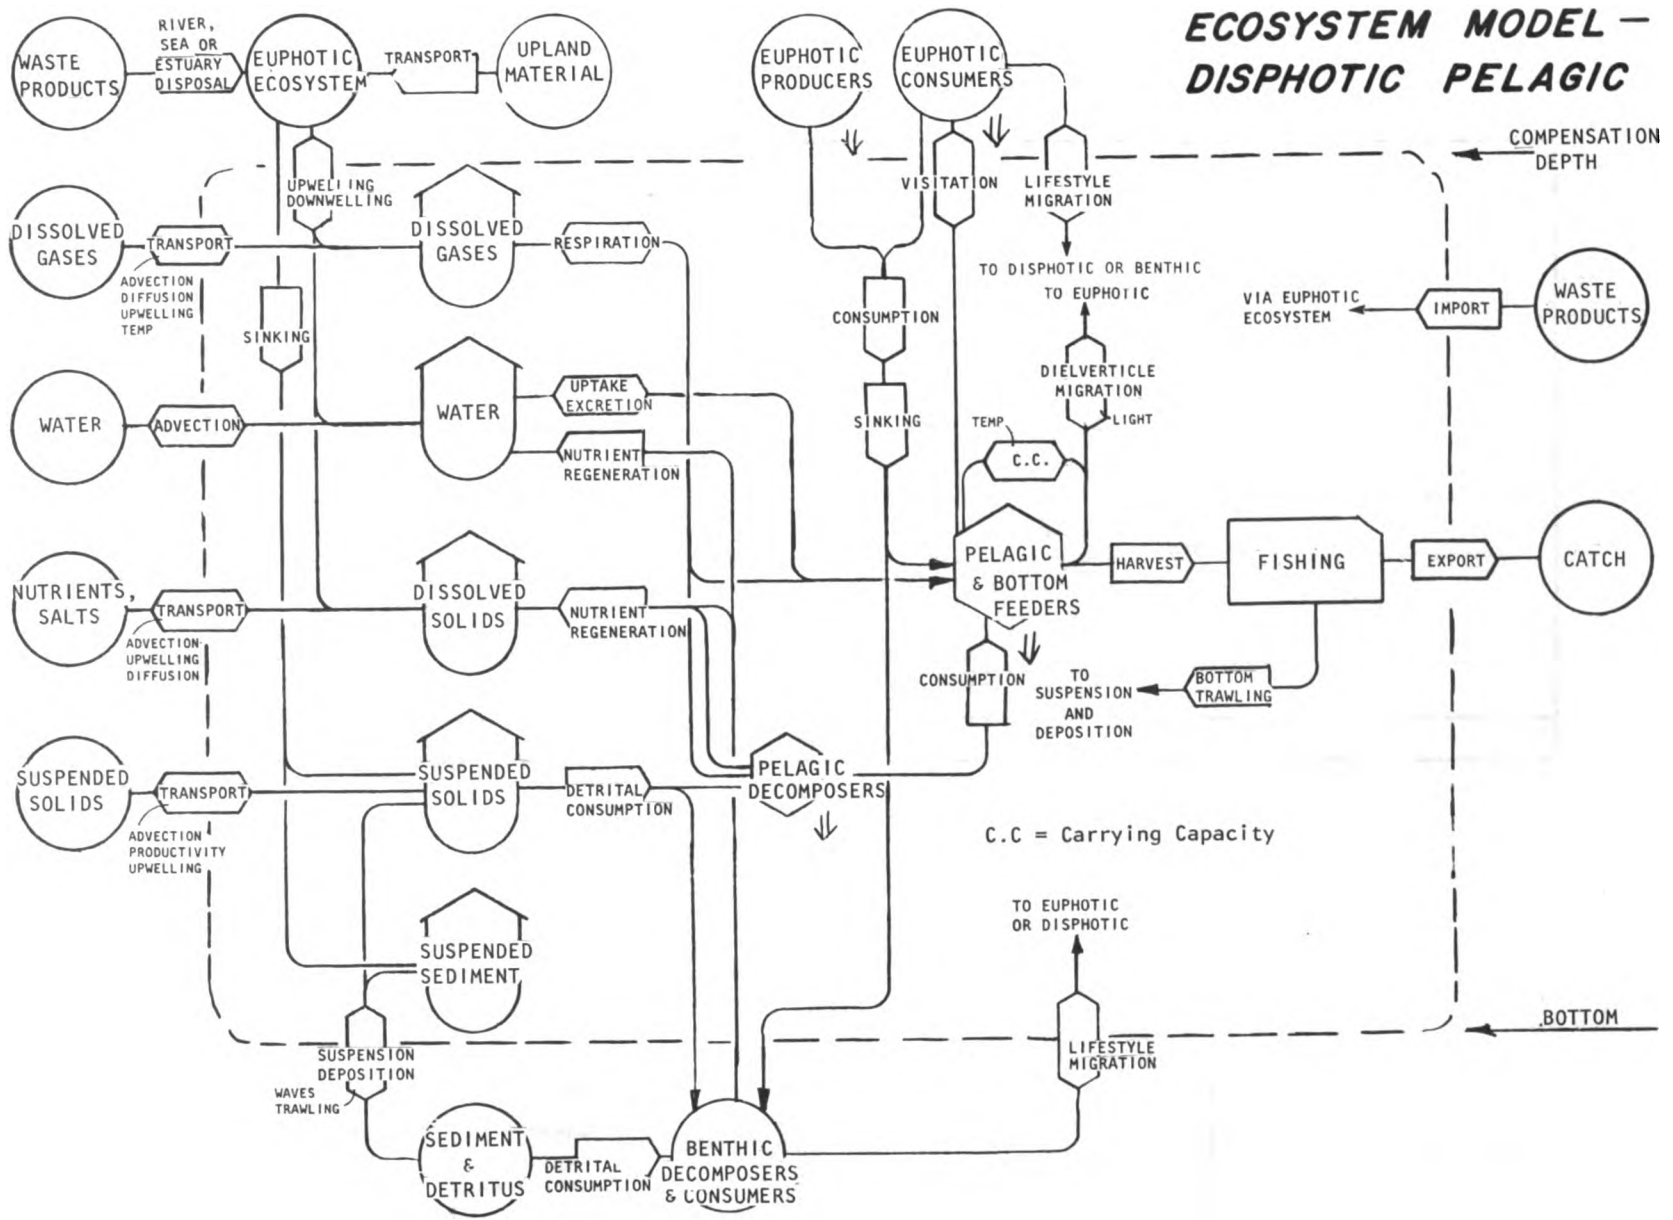 ECOSYSTEM MODEL —
DISPHOTIC PELAGIC
WASTE
PRODUCTS
RIVER,
SEA OR
ESTUARY
DISPOSAL
EUPHOTIC
ECOSYSTEM
TRANSPORT
UPLAND
MATERIAL
EUPHOTIC
PRODUCERS
EUPHOTIC
CONSUMERS
COMPENSATION
DEPTH
UPWELLING
DOWNWELLING
VISITATION
LIFESTYLE
MIGRATION
DISSOLVED
GASES
TRANSPORT
ADVECTION
DIFFUSION
UPWELLING
TEMP
DISSOLVED
GASES
RESPIRATION
TO DISPHOTIC OR BENTHIC
TO EUPHOTIC
SINKING
CONSUMPTION
VIA EUPHOTIC
ECOSYSTEM
IMPORT
WASTE
PRODUCTS
DIELVERTICLE
MIGRATION
LIGHT
WATER
ADVECTION
WATER
UPTAKE
EXCRETION
NUTRIENT
REGENERATION
SINKING
TEMP
C.C.
NUTRIENTS,
SALTS
TRANSPORT
ADVECTION
UPWELLING
DIFFUSION
DISSOLVED
SOLIDS
NUTRIENT
REGENERATION
PELAGIC
& BOTTOM
FEEDERS
HARVEST
FISHING
EXPORT
CATCH
CONSUMPTION
TO
SUSPENSION
AND
DEPOSITION
BOTTOM
TRAWLING
SUSPENDED
SOLIDS
TRANSPORT
ADVECTION
PRODUCTIVITY
UPWELLING
SUSPENDED
SOLIDS
DETRITAL
CONSUMPTION
PELAGIC
DECOMPOSERS
C.C = Carrying Capacity
SUSPENDED
SEDIMENT
TO EUPHOTIC
OR DISPHOTIC
BOTTOM
SUSPENSION
DEPOSITION
WAVES
TRAWLING
LIFESTYLE
MIGRATION
SEDIMENT
&
DETRITUS
DETRITAL
CONSUMPTION
BENTHIC
DECOMPOSERS
& CONSUMERS